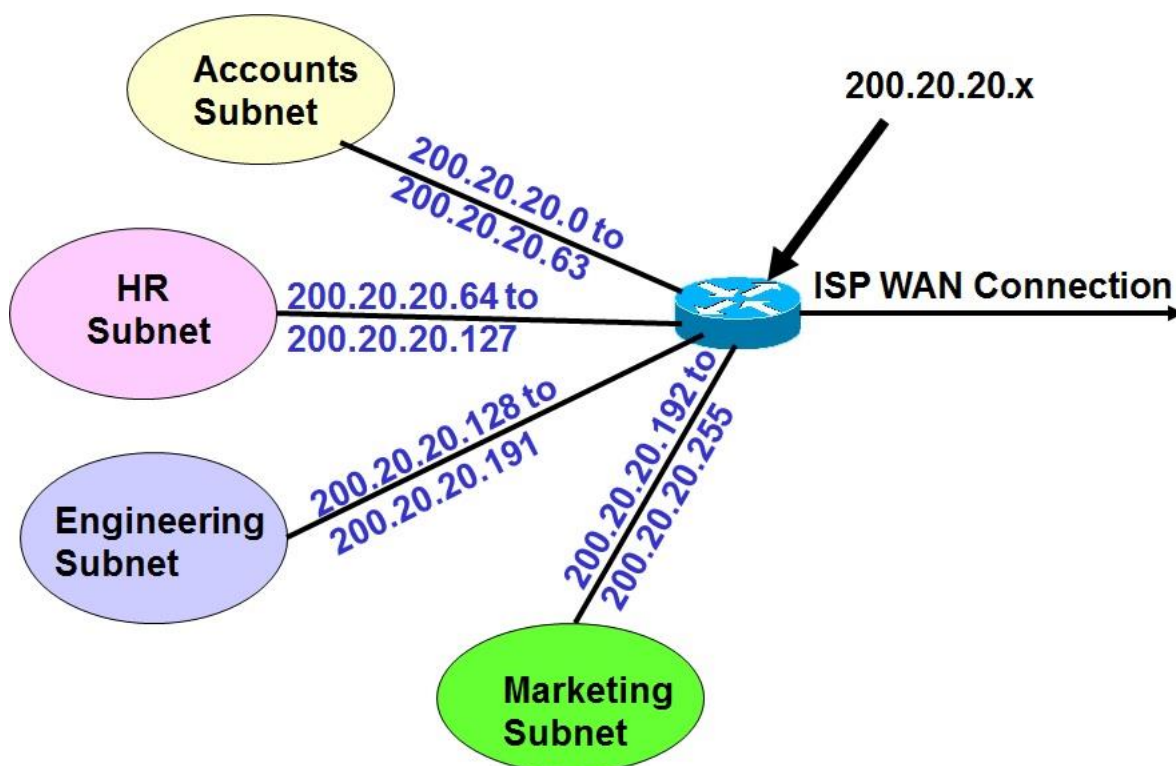 Accounts
Subnet
200.20.20.x
200.20.20.0 to
200.20.20.63
ISP WAN Connection
HR
Subnet
200.20.20.64 to
200.20.20.127
200.20.20.128 to
200.20.20.191
200.20.20.192 to
200.20.20.255
Engineering
Subnet
Marketing
Subnet